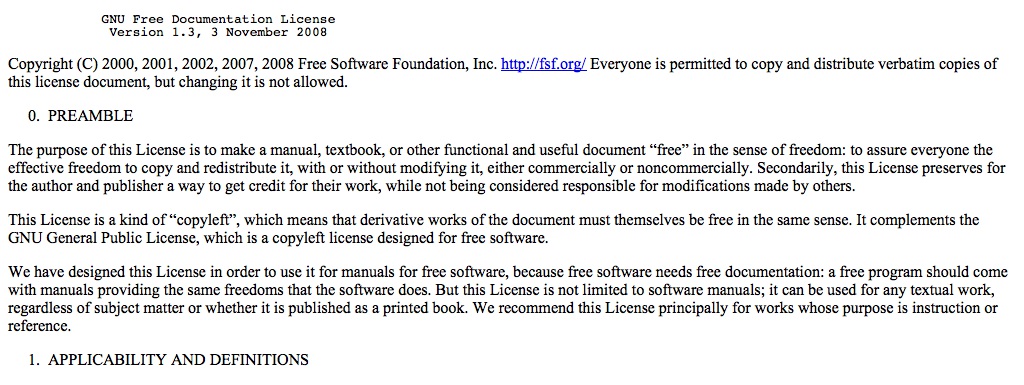 GNU Free Documentation License
Version 1.3, 3 November 2008
Copyright (C) 2000, 2001, 2002, 2007, 2008 Free Software Foundation, Inc. http://fsf.org/ Everyone is permitted to copy and distribute verbatim copies of
this license document, but changing it is not allowed.
0. PREAMBLE
The purpose of this License is to make a manual, textbook, or other functional and useful document “free” in the sense of freedom: to assure everyone the
effective freedom to copy and redistribute it, with or without modifying it, either commercially or noncommercially. Secondarily, this License preserves for
the author and publisher a way to get credit for their work, while not being considered responsible for modifications made by others.
This License is a kind of “copyleft”, which means that derivative works of the document must themselves be free in the same sense. It complements the
GNU General Public License, which is a copyleft license designed for free software.
We have designed this License in order to use it for manuals for free software, because free software needs free documentation: a free program should come
with manuals providing the same freedoms that the software does. But this License is not limited to software manuals; it can be used for any textual work,
regardless of subject matter or whether it is published as a printed book. We recommend this License principally for works whose purpose is instruction or
reference.
1. APPLICABILITY AND DEFINITIONS